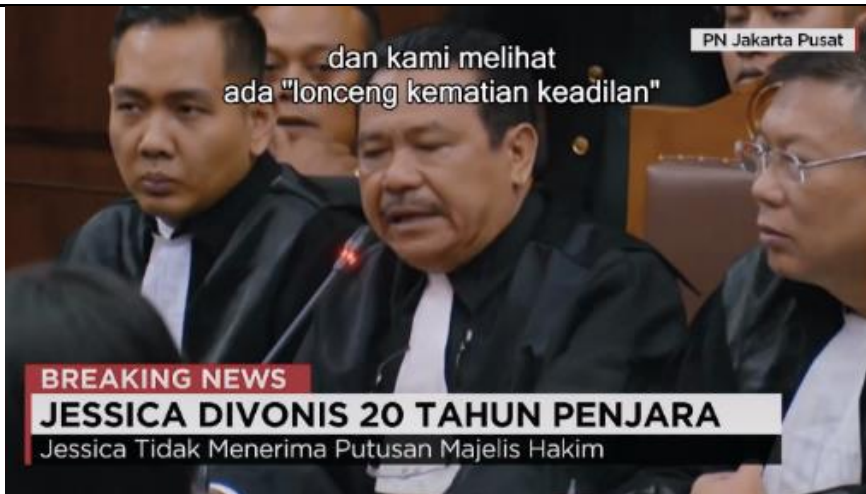 PN Jakarta Pusat
dan kami melihat
ada "lonceng kematian keadilan"
BREAKING NEWS
JESSICA DIVONIS 20 TAHUN PENJARA
Jessica Tidak Menerima Putusan Majelis Hakim